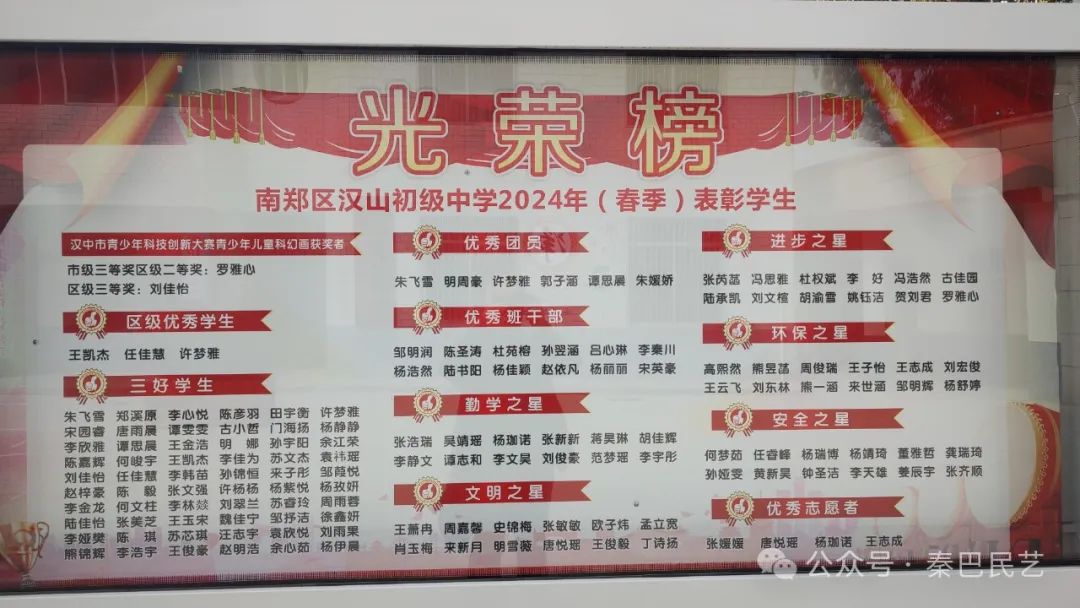 光荣榜
南郑区汉山初级中学2024年（春季）表彰学生
汉中市青少年科技创新大赛青少年儿童科幻画获奖者
市级三等奖区级二等奖：罗雅心
区级三等奖：刘佳怡
区级优秀学生
王凯杰 任佳慧 许梦雅
三好学生
朱飞雪 郑溪原 李心悦 陈彦羽 田宇衡 许梦雅
宋园睿 唐雨晨 谭雯雯 古小哲 门海扬 杨静静
李欣雅 谭思晨 王金浩 明 娜 孙宇阳 余江荣
陈嘉辉 何峻宇 王凯杰 李佳为 苏文杰 袁祎瑶
刘佳怡 任佳慧 李韩苗 孙锦恒 来子彤 邹葭悦
赵梓豪 陈 毅 张文强 许杨杨 杨紫悦 杨玫妍
李金龙 何文柱 李林燚 刘翠兰 苏睿玲 周雨蓉
陆佳怡 张美芝 王玉宋 魏佳宁 邹抒洁 徐鑫妍
李娅樊 陈 琪 苏芯琪 汪志宇 袁欣悦 刘雨果
熊锦辉 李浩宇 王俊豪 赵明浩 余心茹 杨伊晨
优秀团员
朱飞雪 明周豪 许梦雅 郭子涵 谭思晨 朱媛娇
优秀班干部
邹明润 陈圣涛 杜苑榕 孙翌涵 吕心琳 李秦川
杨浩然 陆书阳 杨佳颖 赵依凡 杨丽丽 宋英豪
勤学之星
张浩瑞 吴靖瑶 杨珈诺 张新新 蒋昊琳 胡佳辉
李静文 谭志和 李文昊 刘俊豪 范梦瑶 李宇彤
文明之星
王萧冉 周嘉馨 史锦梅 张敏敏 欧子炜 孟立宽
肖玉梅 来新月 明雪薇 唐悦瑶 王俊毅 丁诗扬
进步之星
张芮菡 冯思雅 杜权斌 李 好 冯浩然 古佳园
陆承凯 刘文楦 胡渝雪 姚钰洁 贺刘君 罗雅心
环保之星
高熙然 熊昱菡 周俊瑞 王子怡 王志成 刘宏俊
王云飞 刘东林 熊一涵 来世涵 邹明辉 杨舒婷
安全之星
何梦茹 任睿峰 杨瑞博 杨靖琦 董雅哲 龚瑞琦
孙娅雯 黄新昊 钟圣洁 李天雄 姜辰宇 张齐顺
优秀志愿者
张媛媛 唐悦瑶 杨珈诺 王志成
公众号·秦巴民艺